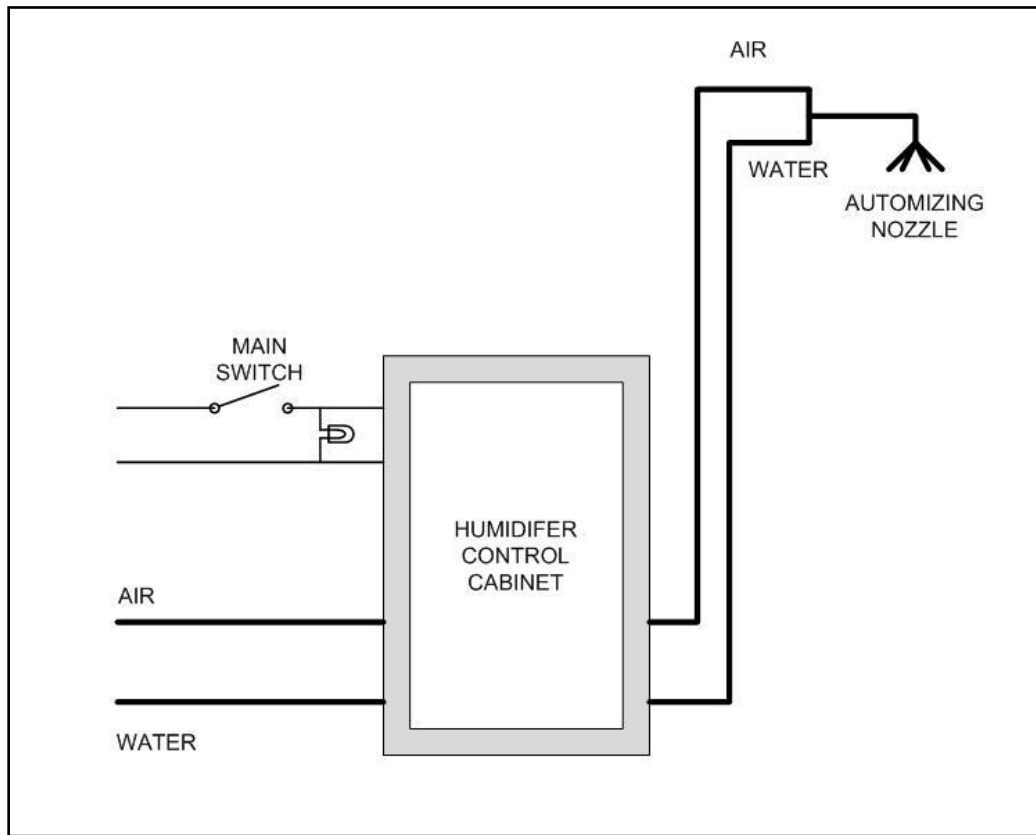 AIR
WATER
AUTOMIZING
NOZZLE
MAIN
SWITCH
HUMIDIFER
CONTROL
CABINET
AIR
WATER